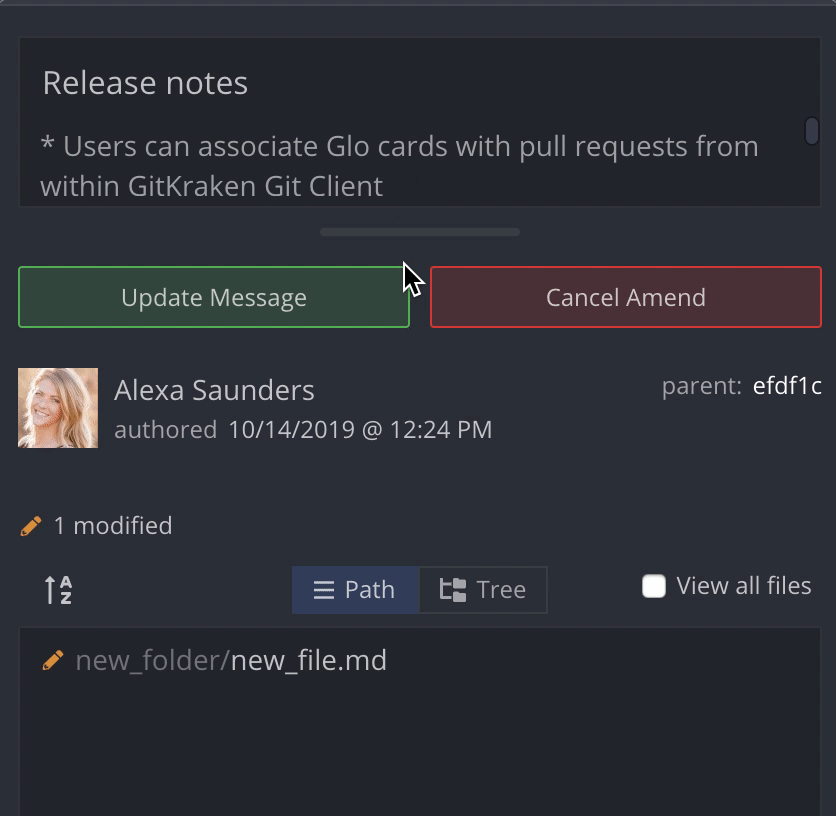 Release notes
* Users can associate Glo cards with pull requests from
within GitKraken Git Client
Update Message
Cancel Amend
Alexa Saunders
parent: efdf1c
authored 10/14/2019 @ 12:24 PM
1 modified
A
Z
Path
Tree
View all files
new_folder/new_file.md